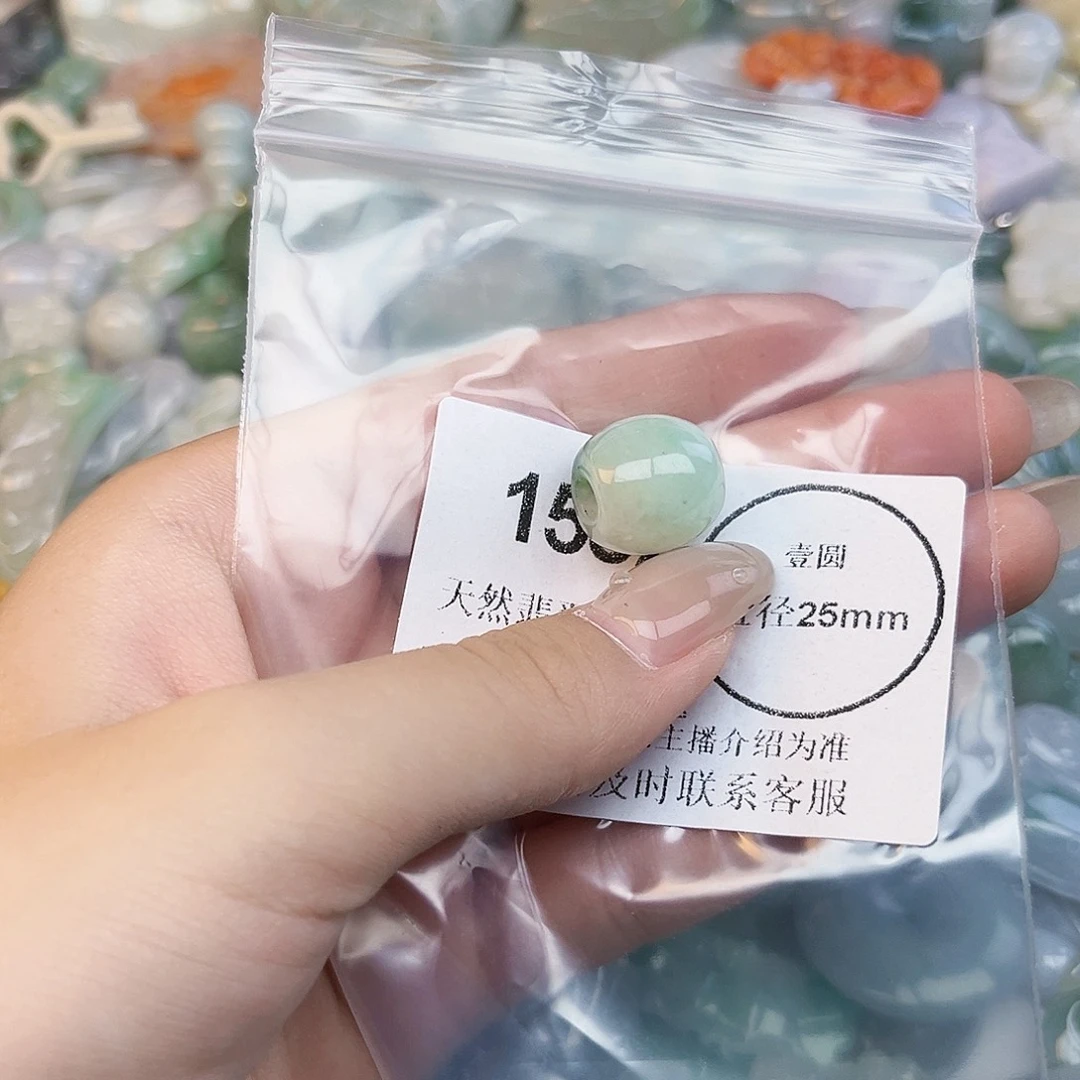 15
壹圆
天然翡
直径25mm
主播介绍为准
及时联系客服